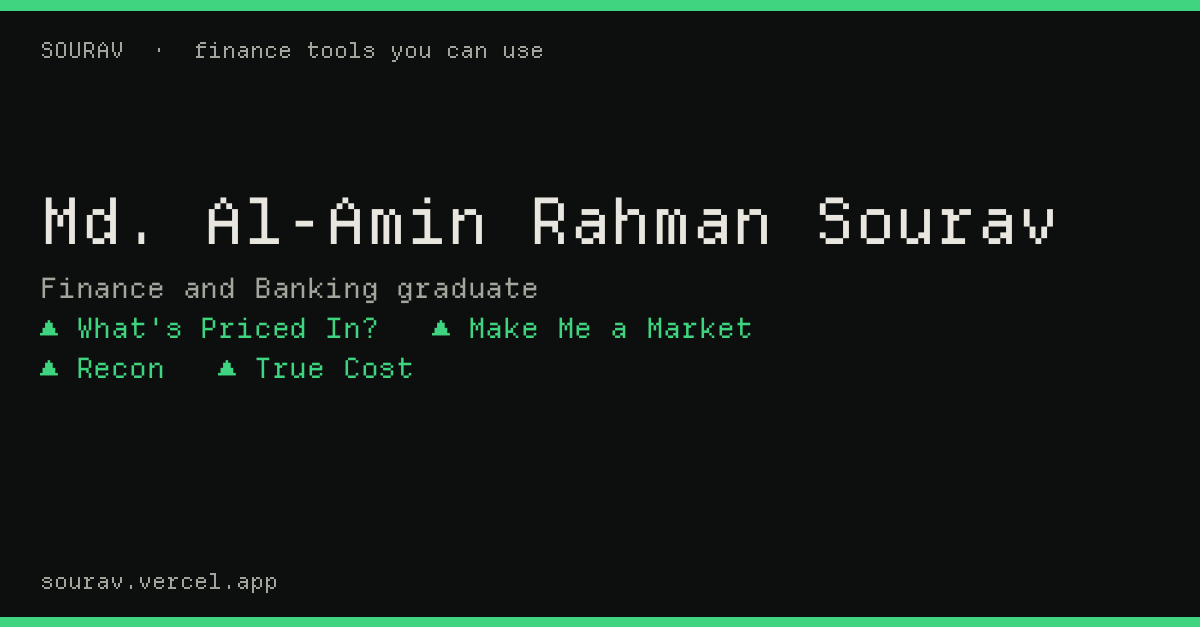 SOURAV · finance tools you can use
Md. Al-Amin Rahman Sourav
Finance and Banking graduate
▲ What's Priced In? ▲ Make Me a Market
▲ Recon ▲ True Cost
sourav.vercel.app